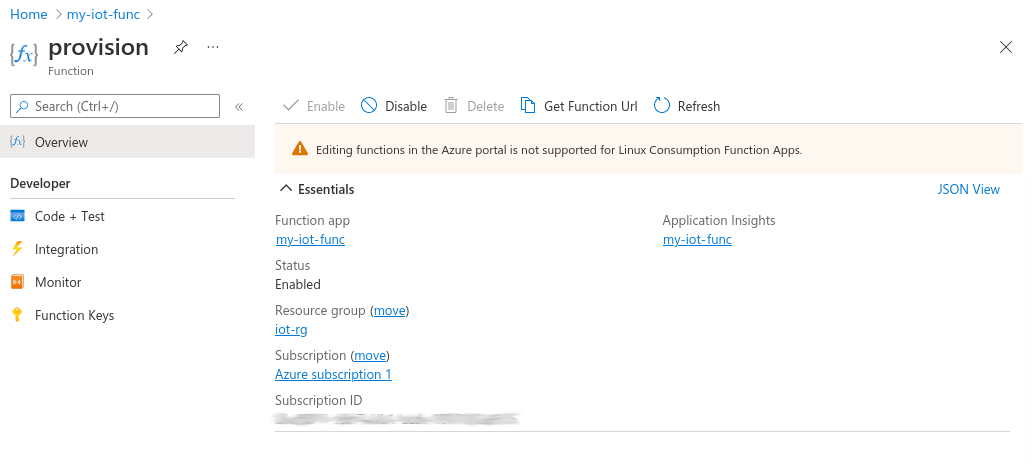 Home > my-iot-func >
{fx} provision ...
Function
Search (Ctrl+/) «
Enable Disable Delete Get Function Url Refresh
{fx} Overview
Editing functions in the Azure portal is not supported for Linux Consumption Function Apps.
Developer
Code + Test
Integration
Monitor
Function Keys
Essentials JSON View
Function app
my-iot-func
Application Insights
my-iot-func
Status
Enabled
Resource group (move)
iot-rg
Subscription (move)
Azure subscription 1
Subscription ID